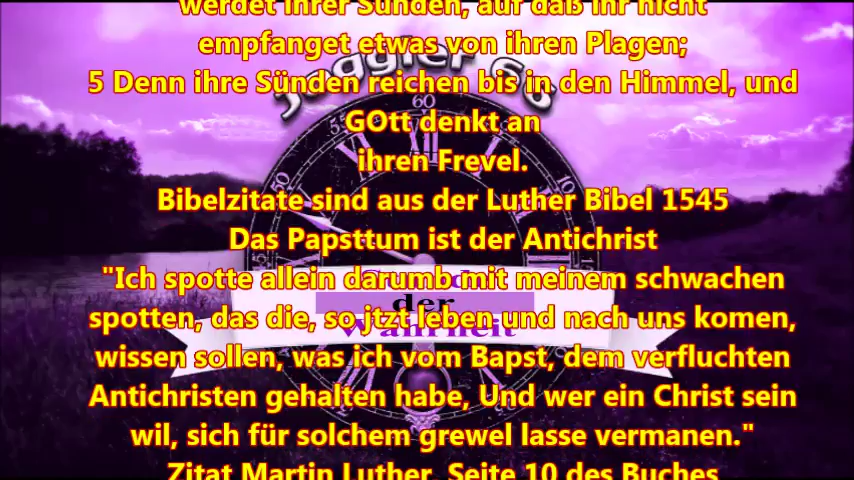 werdet ihrer Sünden, auf daß ihr nicht
empfanget etwas von ihren Plagen;
5 Denn ihre Sünden reichen bis in den Himmel, und
GOtt denkt an
ihren Frevel.
Bibelzitate sind aus der Luther Bibel 1545
Das Papsttum ist der Antichrist
"Ich spotte allein darumb mit meinem schwachen
spotten, das die, so jtzt leben und nach uns komen,
wissen sollen, was ich vom Bapst, dem verfluchten
Antichristen gehalten habe, Und wer ein Christ sein
wil, sich für solchem grewel lasse vermanen."
Zitat Martin Luther, Seite 10 des Buches
60
10
der
Wahrheit